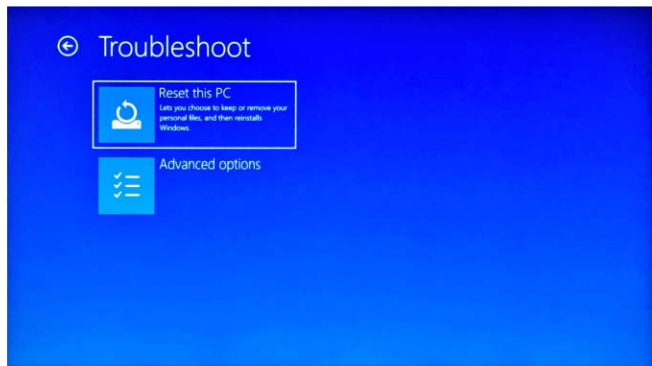 Troubleshoot
Reset this PC
Lets you choose to keep or remove your
personal files, and then reinstalls
Windows.
Advanced options